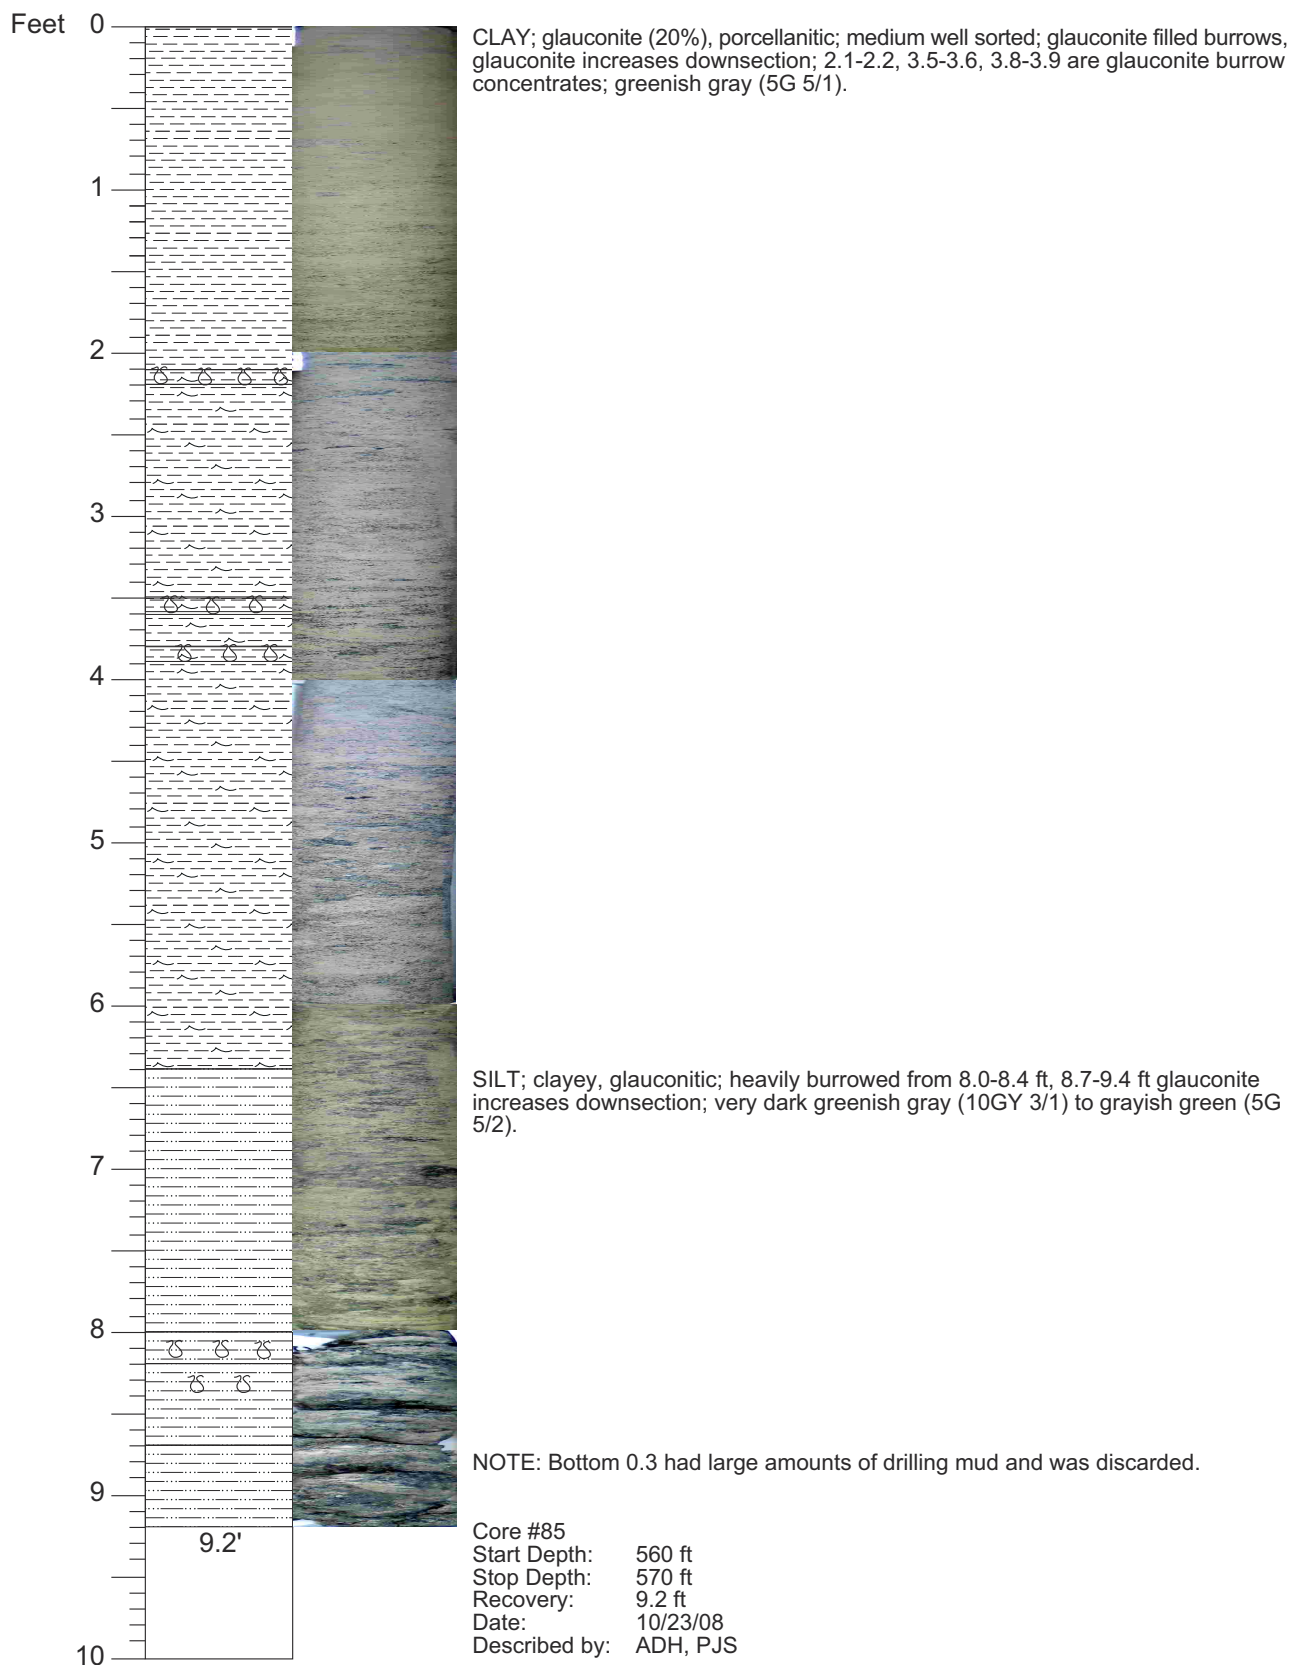 Feet 0
CLAY; glauconite (20%), porcellanitic; medium well sorted; glauconite filled burrows,
glauconite increases downsection; 2.1-2.2, 3.5-3.6, 3.8-3.9 are glauconite burrow
concentrates; greenish gray (5G 5/1).
1
2
3
4
5
6
SILT; clayey, glauconitic; heavily burrowed from 8.0-8.4 ft, 8.7-9.4 ft glauconite
increases downsection; very dark greenish gray (10GY 3/1) to grayish green (5G
5/2).
7
8
NOTE: Bottom 0.3 had large amounts of drilling mud and was discarded.
9
9.2'
Core #85
Start Depth: 560 ft
Stop Depth: 570 ft
Recovery: 9.2 ft
Date: 10/23/08
Described by: ADH, PJS
10